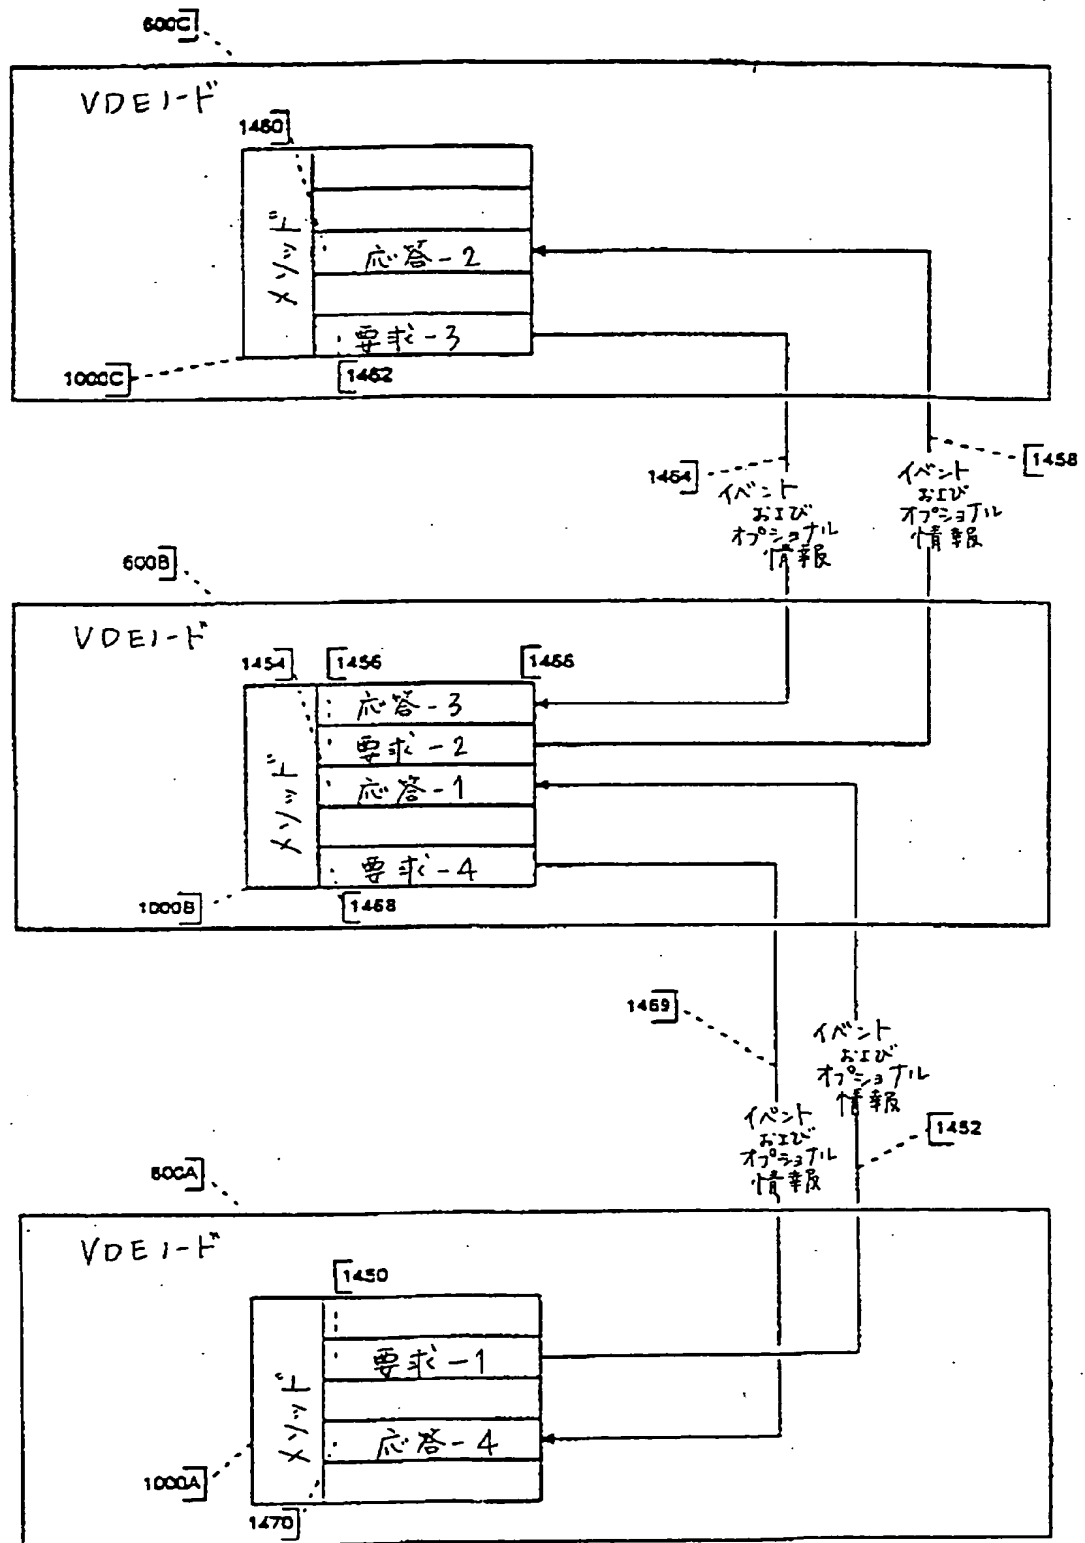 600C
VDEノード
1460
メソッド
応答-2
要求-3
1000C
1462
1464
イベント
および
オプショナル
情報
1458
イベント
および
オプショナル
情報
600B
VDEノード
1454
1456
1466
メソッド
応答-3
要求-2
応答-1
要求-4
1000B
1468
1469
イベント
および
オプショナル
情報
イベント
および
オプショナル
情報
1452
600A
VDEノード
1450
メソッド
要求-1
応答-4
1000A
1470